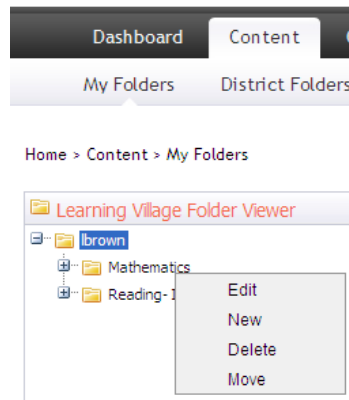 Dashboard Content
My Folders District Folders
Home > Content > My Folders
Learning Village Folder Viewer
lbrown
Mathematics
Reading-
Edit
New
Delete
Move